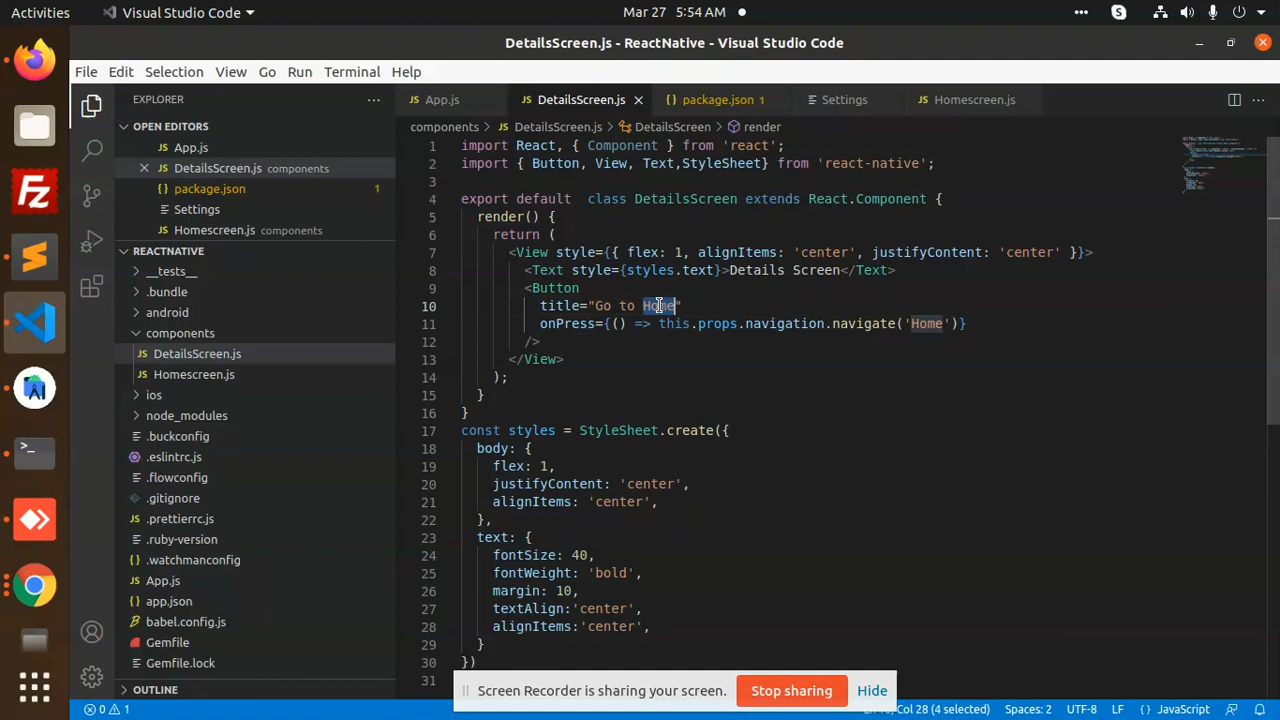 Activities
Visual Studio Code
Mar 27 5:54 AM
DetailsScreen.js - ReactNative - Visual Studio Code
File Edit Selection View Go Run Terminal Help
EXPLORER
OPEN EDITORS
App.js
DetailsScreen.js components
package.json 1
Settings
Homescreen.js components
REACTNATIVE
__tests__
.bundle
android
components
DetailsScreen.js
Homescreen.js
ios
node_modules
.buckconfig
.eslintrc.js
.flowconfig
.gitignore
.prettierrc.js
.ruby-version
.watchmanconfig
App.js
app.json
babel.config.js
Gemfile
Gemfile.lock
OUTLINE
App.js DetailsScreen.js package.json 1 Settings Homescreen.js
components > DetailsScreen.js > DetailsScreen > render
1 import React, { Component } from 'react';
2 import { Button, View, Text,StyleSheet} from 'react-native';
3
4 export default  class DetailsScreen extends React.Component {
5 render() {
6 return (
7 <View style={{ flex: 1, alignItems: 'center', justifyContent: 'center' }}>
8 <Text style={styles.text}>Details Screen</Text>
9 <Button
10 title="Go to Home"
11 onPress={() => this.props.navigation.navigate('Home')}
12 />
13 </View>
14 );
15 }
16 }
17 const styles = StyleSheet.create({
18 body: {
19 flex: 1,
20 justifyContent: 'center',
21 alignItems: 'center',
22 },
23 text: {
24 fontSize: 40,
25 fontWeight: 'bold',
26 margin: 10,
27 textAlign:'center',
28 alignItems:'center',
29 }
30 })
31
Screen Recorder is sharing your screen. Stop sharing Hide
0 1
Col 28 (4 selected) Spaces: 2 UTF-8 LF {} JavaScript